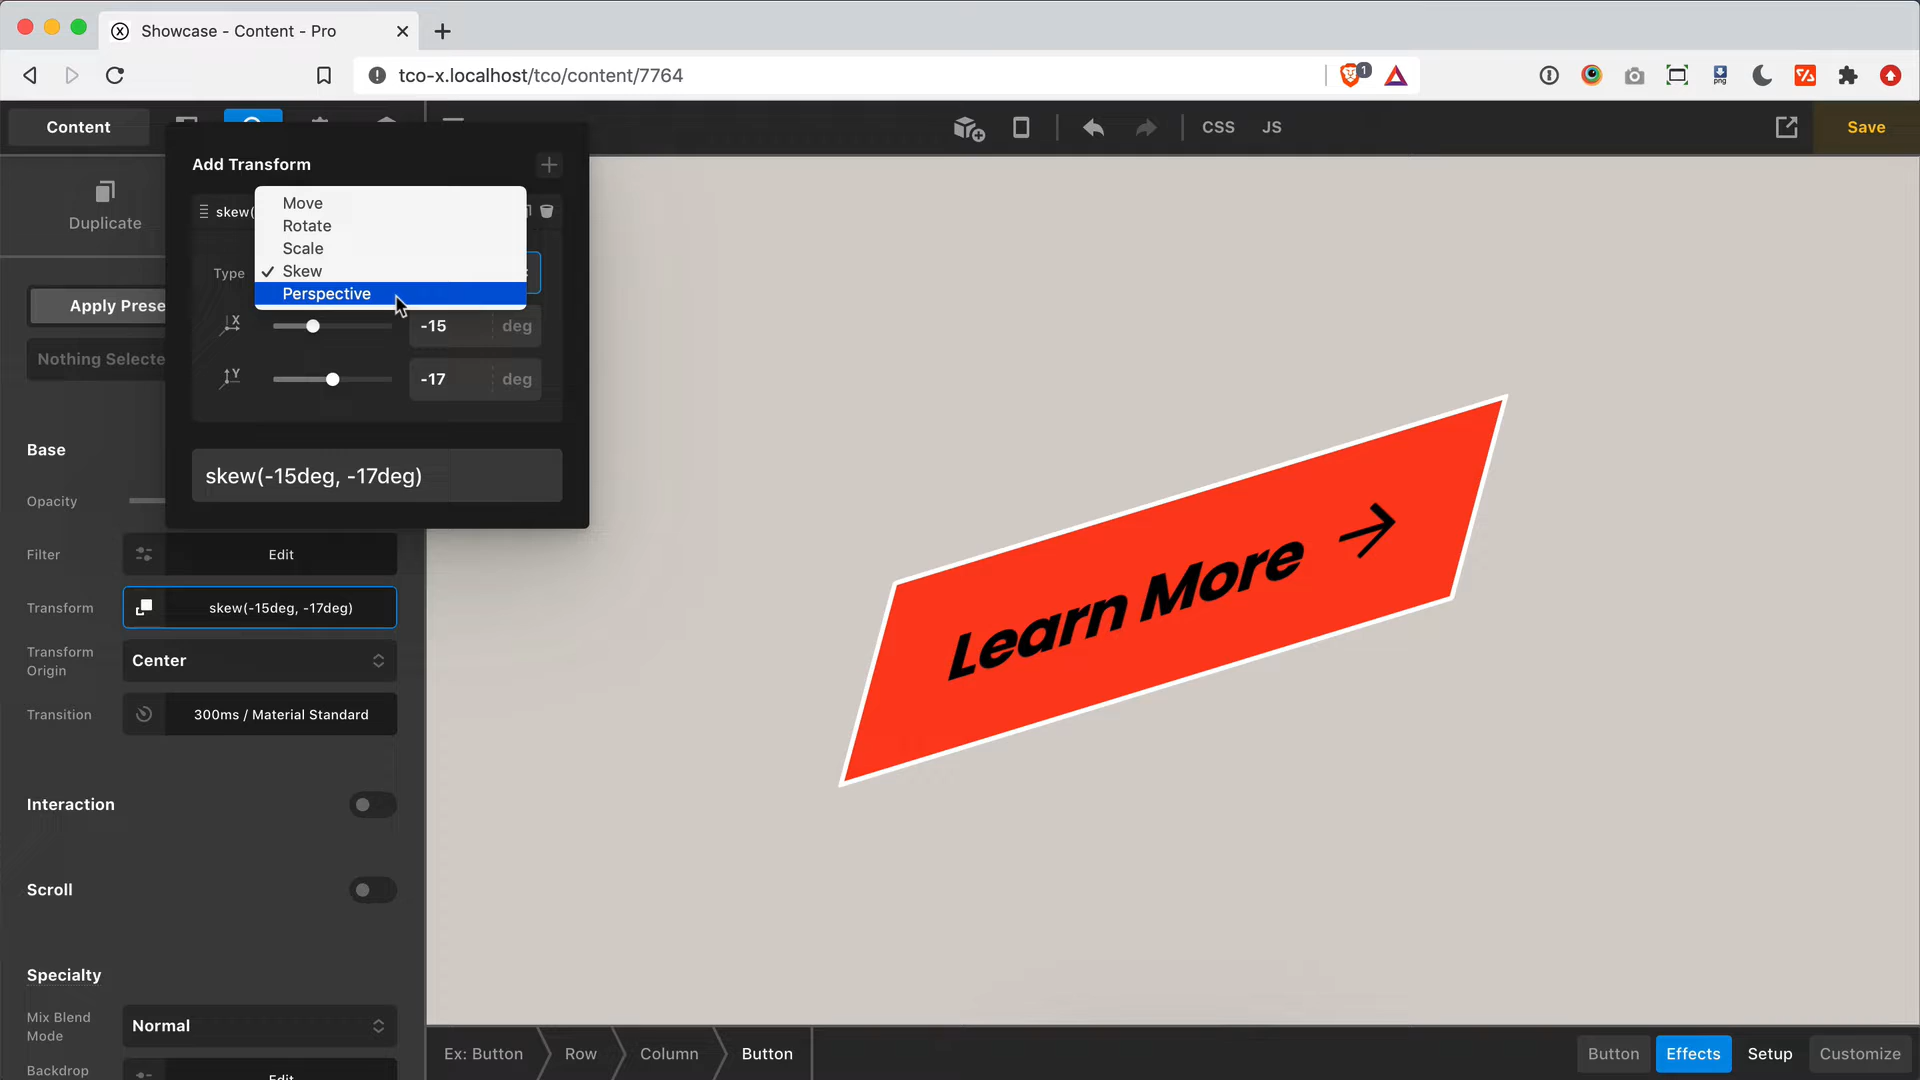 Showcase - Content - Pro
tco-x.localhost/tco/content/7764
1
png
Content
CSS
JS
Save
Add Transform
Duplicate
skew(
Move
Rotate
Scale
Skew
Perspective
Type
Apply Prese
X
-15
deg
Nothing Selecte
Y
-17
deg
Base
skew(-15deg, -17deg)
Opacity
Filter
Edit
Transform
skew(-15deg, -17deg)
Transform
Origin
Center
Transition
300ms / Material Standard
Learn More
Interaction
Scroll
Specialty
Mix Blend
Mode
Normal
Backdrop
Edit
Ex: Button
Row
Column
Button
Button
Effects
Setup
Customize